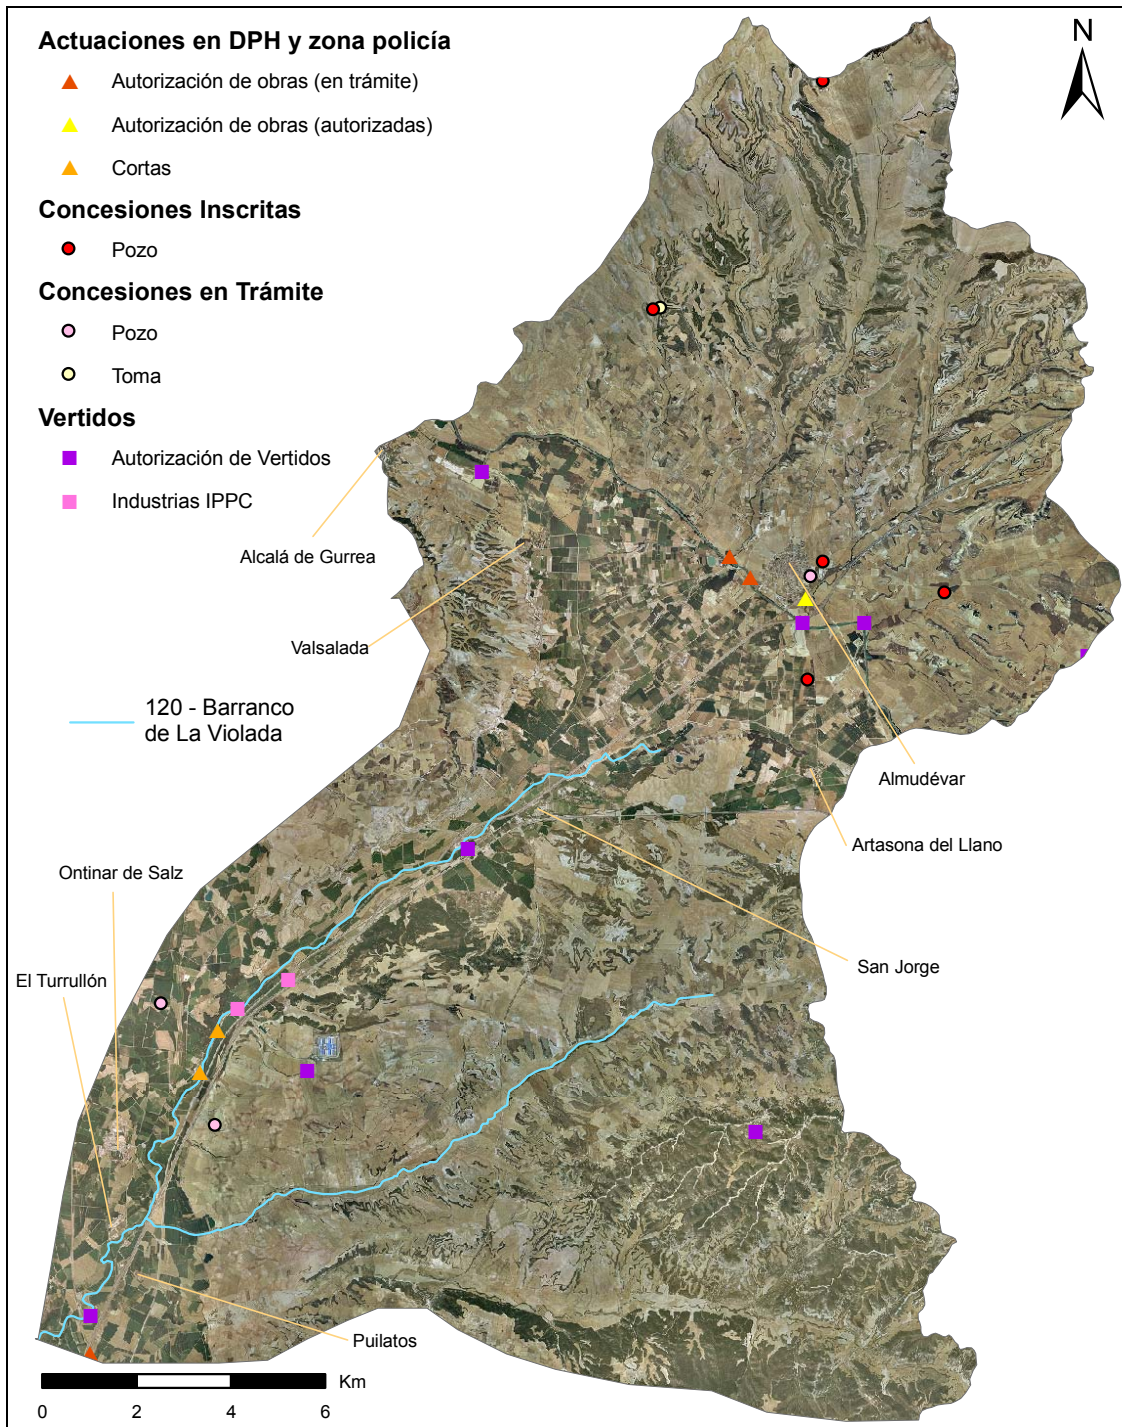 N
Actuaciones en DPH y zona policía
Autorización de obras (en trámite)
Autorización de obras (autorizadas)
Cortas
Concesiones Inscritas
Pozo
Concesiones en Trámite
Pozo
Toma
Vertidos
Autorización de Vertidos
Industrias IPPC
Alcalá de Gurrea
Valsalada
120 - Barranco
de La Violada
Almudévar
Artasona del Llano
Ontinar de Salz
San Jorge
El Turrullón
Puilatos
Km
0 2 4 6